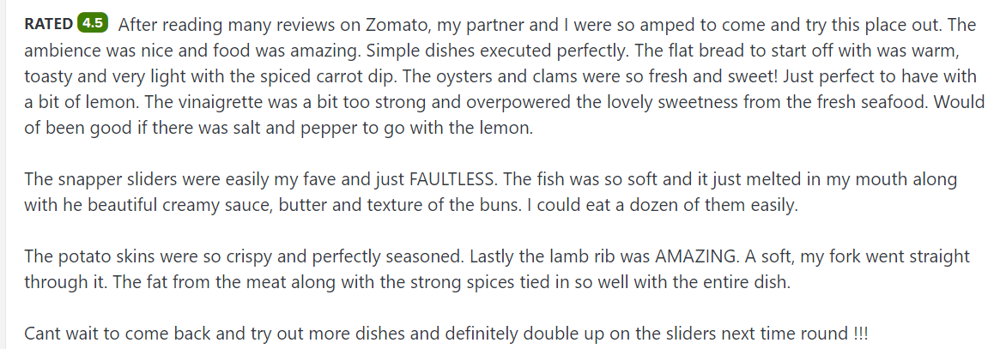 RATED 4.5 After reading many reviews on Zomato, my partner and I were so amped to come and try this place out. The
ambience was nice and food was amazing. Simple dishes executed perfectly. The flat bread to start off with was warm,
toasty and very light with the spiced carrot dip. The oysters and clams were so fresh and sweet! Just perfect to have with
a bit of lemon. The vinaigrette was a bit too strong and overpowered the lovely sweetness from the fresh seafood. Would
of been good if there was salt and pepper to go with the lemon.
The snapper sliders were easily my fave and just FAULTLESS. The fish was so soft and it just melted in my mouth along
with he beautiful creamy sauce, butter and texture of the buns. I could eat a dozen of them easily.
The potato skins were so crispy and perfectly seasoned. Lastly the lamb rib was AMAZING. A soft, my fork went straight
through it. The fat from the meat along with the strong spices tied in so well with the entire dish.
Cant wait to come back and try out more dishes and definitely double up on the sliders next time round !!!